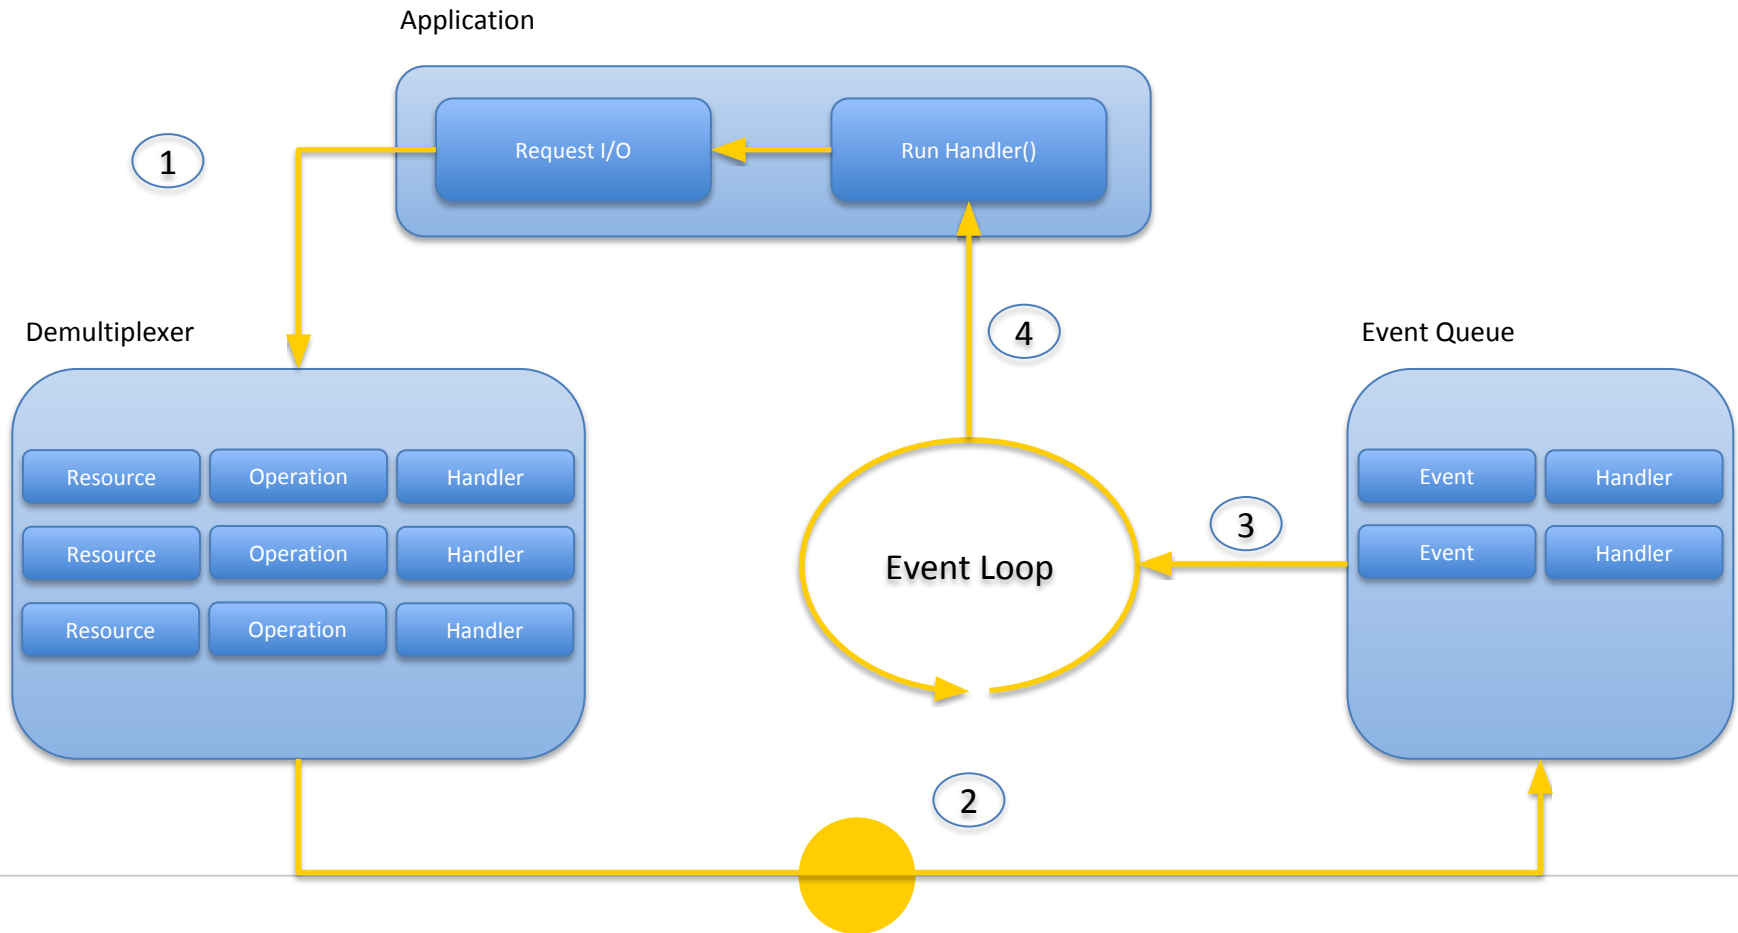 Application
Request I/O
Run Handler()
1
Demultiplexer
4
Event Queue
Resource Operation Handler
Resource Operation Handler
Resource Operation Handler
Event Loop
3
Event Handler
Event Handler
2